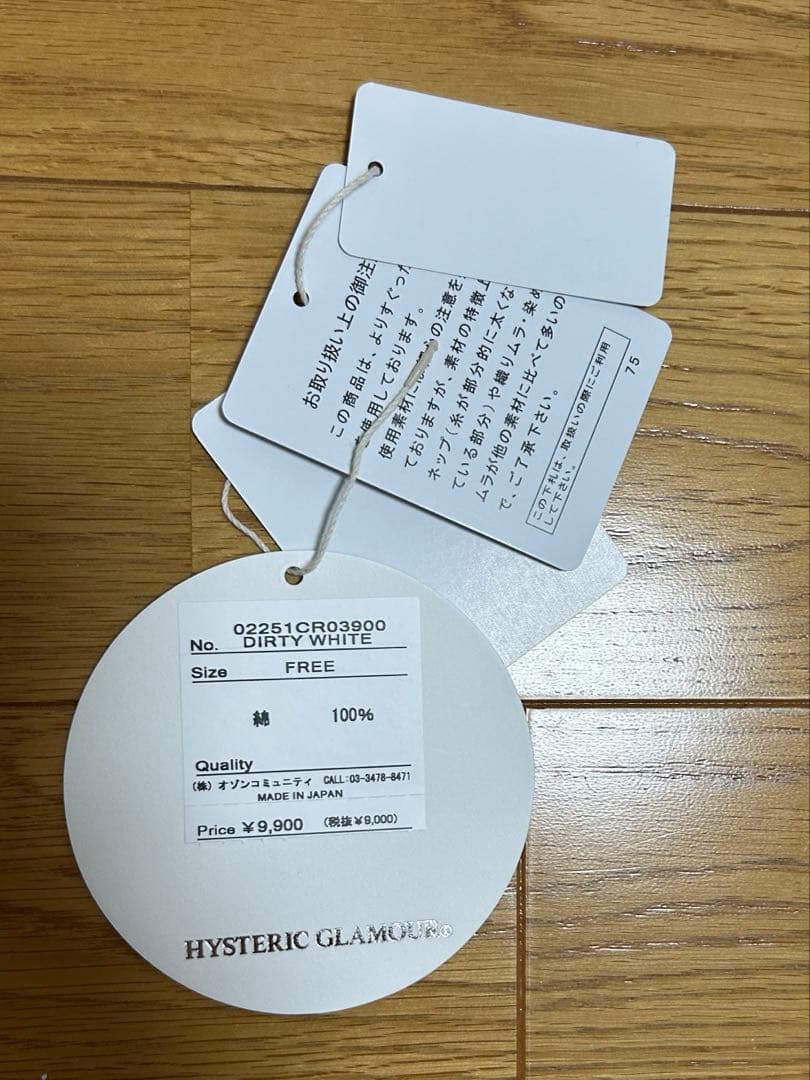 お取り扱い上の御注
この商品は、よりすぐっ
使用しております。
使用素材に の注意を
ておりますが、素材の特徴上
ネップ(糸が部分的に太くな
ている部分)や織りムラ・染め
ムラが他の素材に比べて多いの
で、ご了承下さい。
この下札は、取扱いの際にご利用
して下さい。
75
02251CR03900
No. DIRTY WHITE
Size FREE
綿 100%
Quality
(株)オゾンコミュニティ CALL:03-3478-8471
MADE IN JAPAN
Price ¥9,900 (税抜¥9,000)
HYSTERIC GLAMOUR®